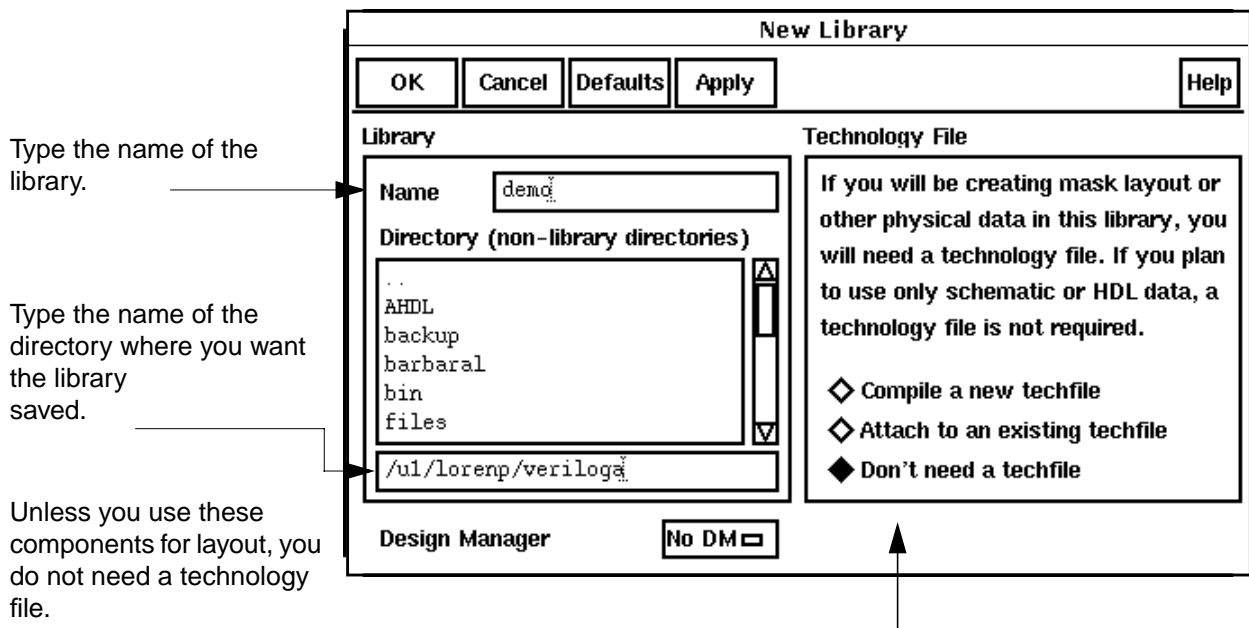 New Library
OK Cancel Defaults Apply Help
Type the name of the
library.
Library
Name demo
Directory (non-library directories)
..
AHDL
backup
barbaral
bin
files
Type the name of the
directory where you want
the library
saved.
/u1/lorenp/veriloga
Design Manager No DM
Unless you use these
components for layout, you
do not need a technology
file.
Technology File
If you will be creating mask layout or
other physical data in this library, you
will need a technology file. If you plan
to use only schematic or HDL data, a
technology file is not required.
Compile a new techfile
Attach to an existing techfile
Don't need a techfile